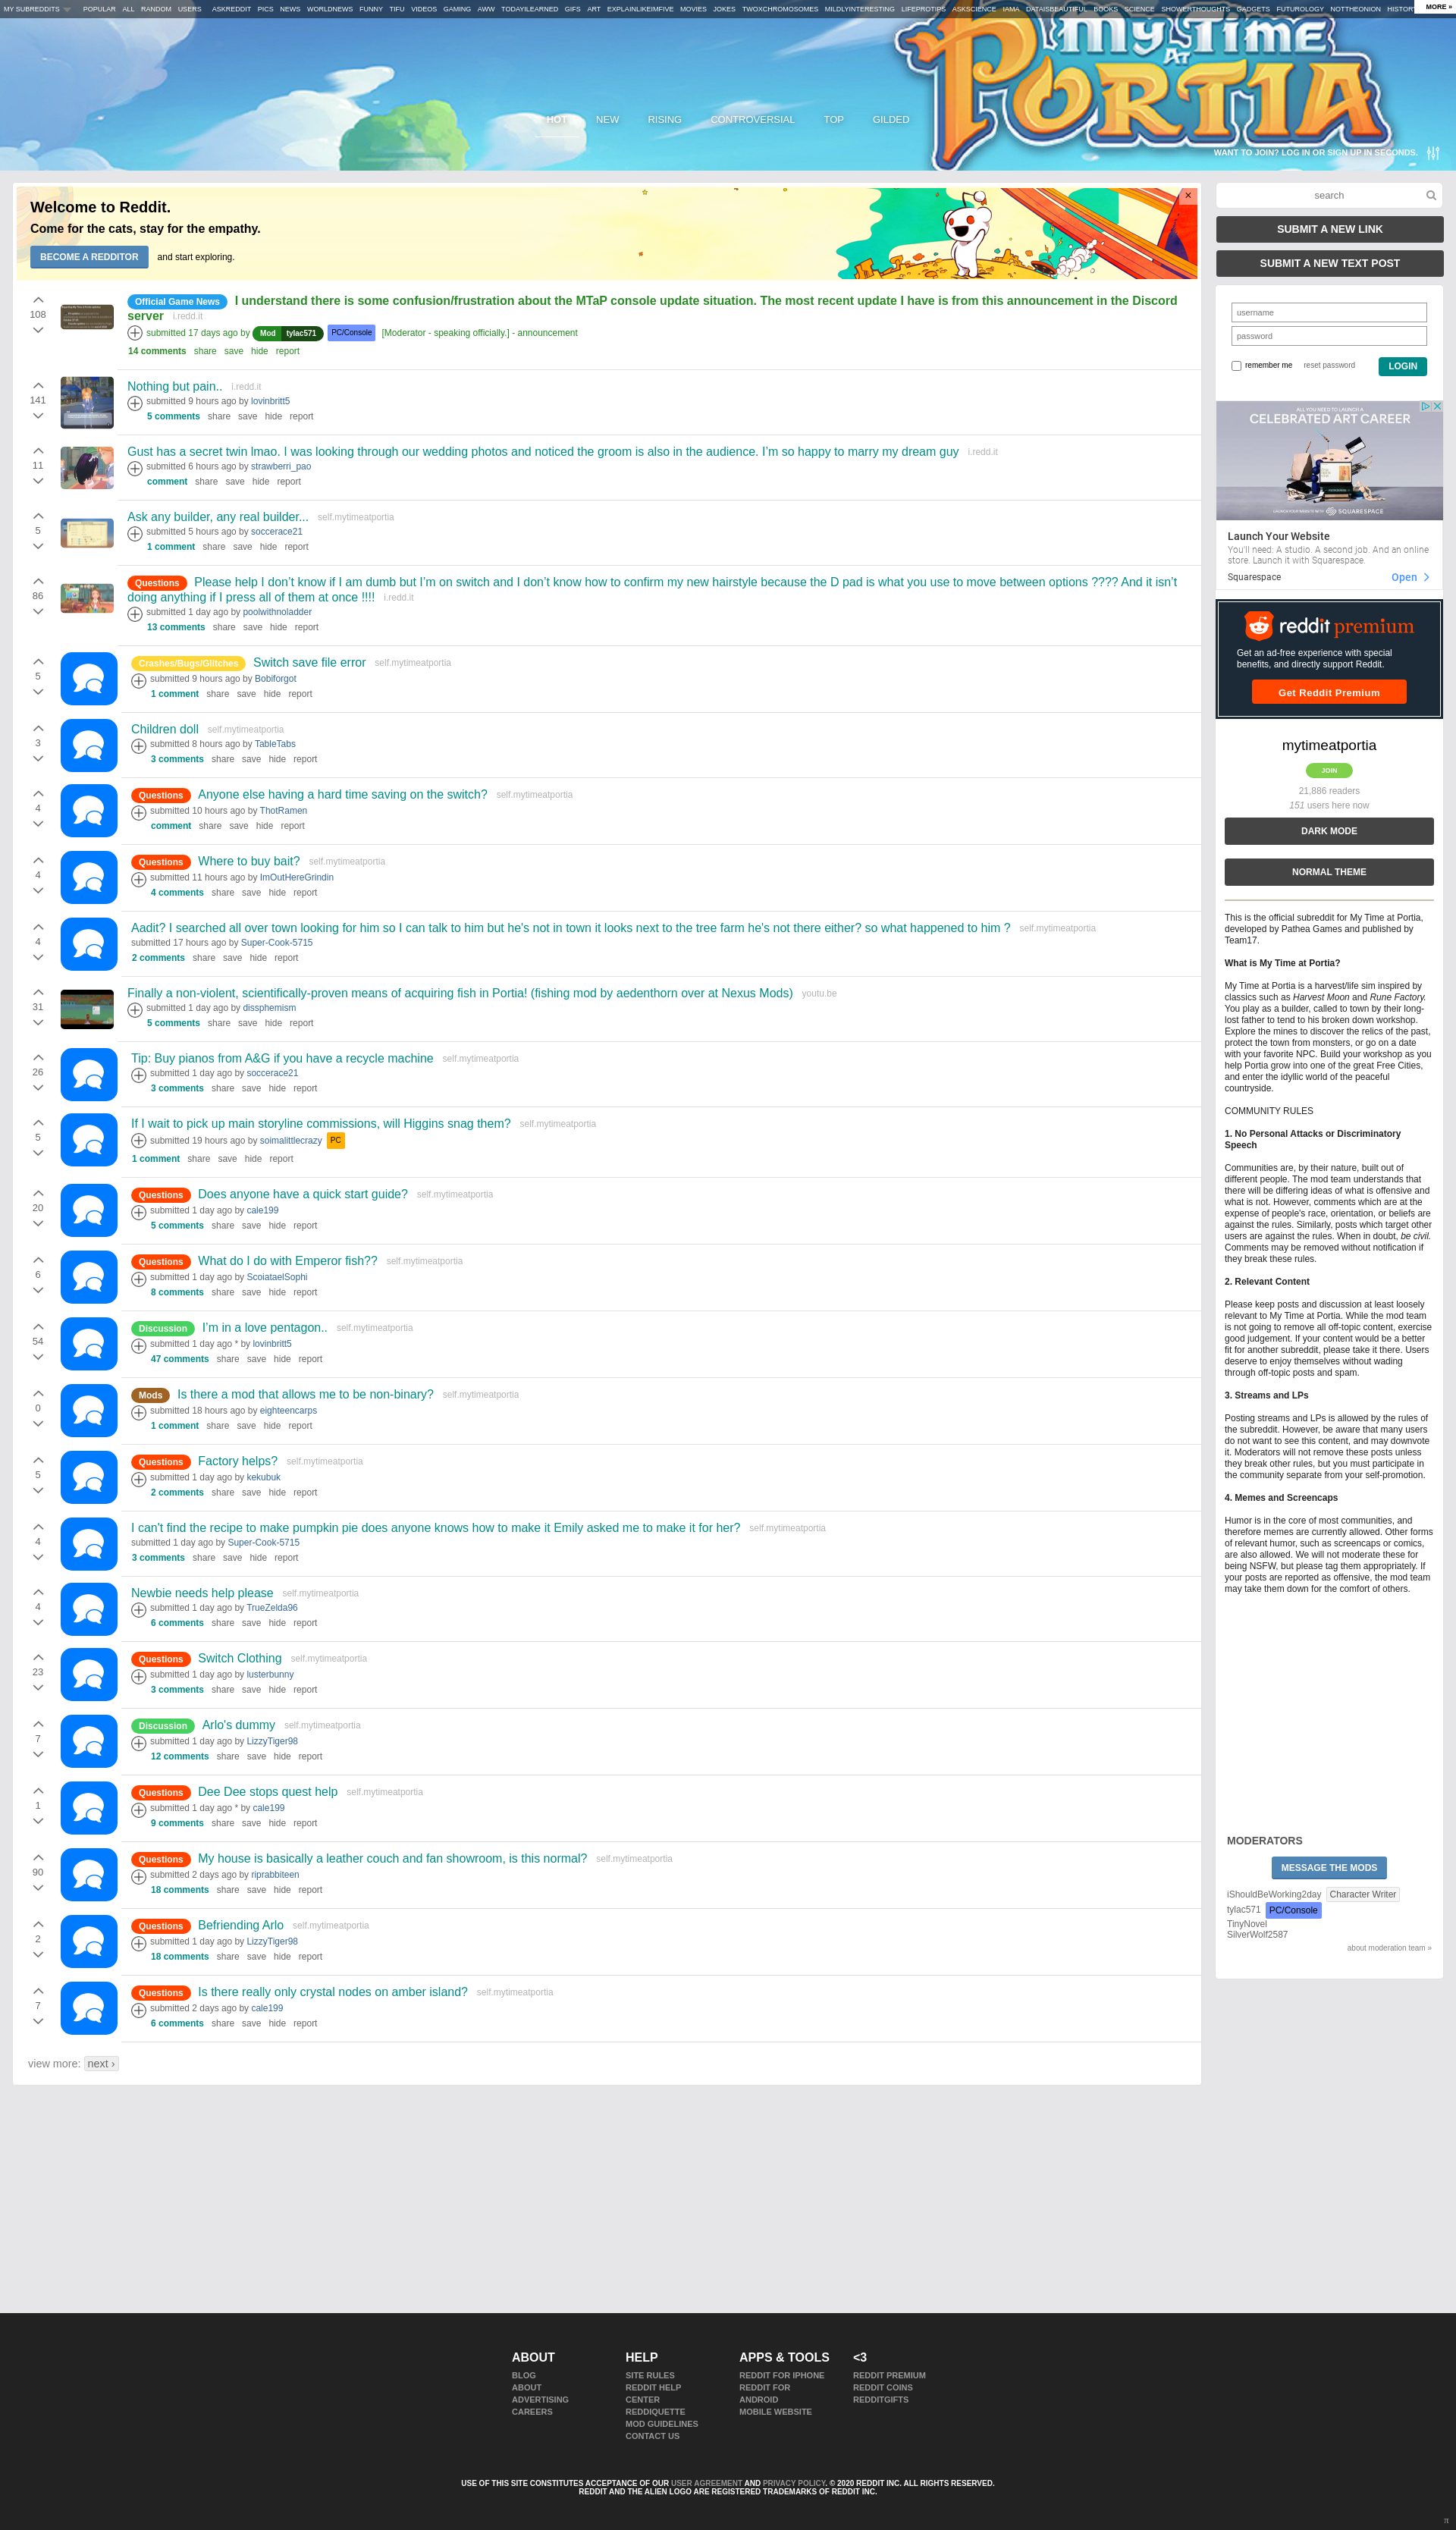 MY SUBREDDITS POPULAR ALL RANDOM USERS ASKREDDIT PICS NEWS WORLDNEWS FUNNY TIFU VIDEOS GAMING AWW TODAYILEARNED GIFS ART EXPLAINLIKEIMFIVE MOVIES JOKES TWOXCHROMOSOMES MILDLYINTERESTING LIFEPROTIPS ASKSCIENCE IAMA DATAISBEAUTIFUL BOOKS SCIENCE SHOWERTHOUGHTS GADGETS FUTUROLOGY NOTTHEONION HISTOR MORE »
MY TIME
AT
PORTIA
HOT NEW RISING CONTROVERSIAL TOP GILDED
WANT TO JOIN? LOG IN OR SIGN UP IN SECONDS.
Welcome to Reddit.
Come for the cats, stay for the empathy.
BECOME A REDDITOR and start exploring.
×
108
Official Game News I understand there is some confusion/frustration about the MTaP console update situation. The most recent update I have is from this announcement in the Discord
server i.redd.it
submitted 17 days ago by Mod tylac571 PC/Console [Moderator - speaking officially.] - announcement
14 comments share save hide report
141
Nothing but pain.. i.redd.it
submitted 9 hours ago by lovinbritt5
5 comments share save hide report
11
Gust has a secret twin lmao. I was looking through our wedding photos and noticed the groom is also in the audience. I’m so happy to marry my dream guy i.redd.it
submitted 6 hours ago by strawberri_pao
comment share save hide report
5
Ask any builder, any real builder... self.mytimeatportia
submitted 5 hours ago by soccerace21
1 comment share save hide report
86
Questions Please help I don’t know if I am dumb but I’m on switch and I don’t know how to confirm my new hairstyle because the D pad is what you use to move between options ???? And it isn’t
doing anything if I press all of them at once !!!! i.redd.it
submitted 1 day ago by poolwithnoladder
13 comments share save hide report
5
Crashes/Bugs/Glitches Switch save file error self.mytimeatportia
submitted 9 hours ago by Bobiforgot
1 comment share save hide report
3
Children doll self.mytimeatportia
submitted 8 hours ago by TableTabs
3 comments share save hide report
4
Questions Anyone else having a hard time saving on the switch? self.mytimeatportia
submitted 10 hours ago by ThotRamen
comment share save hide report
4
Questions Where to buy bait? self.mytimeatportia
submitted 11 hours ago by ImOutHereGrindin
4 comments share save hide report
4
Aadit? I searched all over town looking for him so I can talk to him but he's not in town it looks next to the tree farm he's not there either? so what happened to him ? self.mytimeatportia
submitted 17 hours ago by Super-Cook-5715
2 comments share save hide report
31
Finally a non-violent, scientifically-proven means of acquiring fish in Portia! (fishing mod by aedenthorn over at Nexus Mods) youtu.be
submitted 1 day ago by dissphemism
5 comments share save hide report
26
Tip: Buy pianos from A&G if you have a recycle machine self.mytimeatportia
submitted 1 day ago by soccerace21
3 comments share save hide report
5
If I wait to pick up main storyline commissions, will Higgins snag them? self.mytimeatportia
submitted 19 hours ago by soimalittlecrazy PC
1 comment share save hide report
20
Questions Does anyone have a quick start guide? self.mytimeatportia
submitted 1 day ago by cale199
5 comments share save hide report
6
Questions What do I do with Emperor fish?? self.mytimeatportia
submitted 1 day ago by ScoiataelSophi
8 comments share save hide report
54
Discussion I’m in a love pentagon.. self.mytimeatportia
submitted 1 day ago * by lovinbritt5
47 comments share save hide report
0
Mods Is there a mod that allows me to be non-binary? self.mytimeatportia
submitted 18 hours ago by eighteencarps
1 comment share save hide report
5
Questions Factory helps? self.mytimeatportia
submitted 1 day ago by kekubuk
2 comments share save hide report
4
I can't find the recipe to make pumpkin pie does anyone knows how to make it Emily asked me to make it for her? self.mytimeatportia
submitted 1 day ago by Super-Cook-5715
3 comments share save hide report
4
Newbie needs help please self.mytimeatportia
submitted 1 day ago by TrueZelda96
6 comments share save hide report
23
Questions Switch Clothing self.mytimeatportia
submitted 1 day ago by lusterbunny
3 comments share save hide report
7
Discussion Arlo's dummy self.mytimeatportia
submitted 1 day ago by LizzyTiger98
12 comments share save hide report
1
Questions Dee Dee stops quest help self.mytimeatportia
submitted 1 day ago * by cale199
9 comments share save hide report
90
Questions My house is basically a leather couch and fan showroom, is this normal? self.mytimeatportia
submitted 2 days ago by riprabbiteen
18 comments share save hide report
2
Questions Befriending Arlo self.mytimeatportia
submitted 1 day ago by LizzyTiger98
18 comments share save hide report
7
Questions Is there really only crystal nodes on amber island? self.mytimeatportia
submitted 2 days ago by cale199
6 comments share save hide report
view more: next ›
search
SUBMIT A NEW LINK
SUBMIT A NEW TEXT POST
username
password
remember me reset password LOGIN
ALL YOU NEED TO LAUNCH A
CELEBRATED ART CAREER
LAUNCH YOUR WEBSITE WITH SQUARESPACE
Launch Your Website
You'll need: A studio. A second job. And an online
store. Launch it with Squarespace.
Squarespace Open
reddit premium
Get an ad-free experience with special
benefits, and directly support Reddit.
Get Reddit Premium
mytimeatportia
JOIN
21,886 readers
151 users here now
DARK MODE
NORMAL THEME
This is the official subreddit for My Time at Portia,
developed by Pathea Games and published by
Team17.
What is My Time at Portia?
My Time at Portia is a harvest/life sim inspired by
classics such as Harvest Moon and Rune Factory.
You play as a builder, called to town by their long-
lost father to tend to his broken down workshop.
Explore the mines to discover the relics of the past,
protect the town from monsters, or go on a date
with your favorite NPC. Build your workshop as you
help Portia grow into one of the great Free Cities,
and enter the idyllic world of the peaceful
countryside.
COMMUNITY RULES
1. No Personal Attacks or Discriminatory
Speech
Communities are, by their nature, built out of
different people. The mod team understands that
there will be differing ideas of what is offensive and
what is not. However, comments which are at the
expense of people's race, orientation, or beliefs are
against the rules. Similarly, posts which target other
users are against the rules. When in doubt, be civil.
Comments may be removed without notification if
they break these rules.
2. Relevant Content
Please keep posts and discussion at least loosely
relevant to My Time at Portia. While the mod team
is not going to remove all off-topic content, exercise
good judgement. If your content would be a better
fit for another subreddit, please take it there. Users
deserve to enjoy themselves without wading
through off-topic posts and spam.
3. Streams and LPs
Posting streams and LPs is allowed by the rules of
the subreddit. However, be aware that many users
do not want to see this content, and may downvote
it. Moderators will not remove these posts unless
they break other rules, but you must participate in
the community separate from your self-promotion.
4. Memes and Screencaps
Humor is in the core of most communities, and
therefore memes are currently allowed. Other forms
of relevant humor, such as screencaps or comics,
are also allowed. We will not moderate these for
being NSFW, but please tag them appropriately. If
your posts are reported as offensive, the mod team
may take them down for the comfort of others.
MODERATORS
MESSAGE THE MODS
iShouldBeWorking2day Character Writer
tylac571 PC/Console
TinyNovel
SilverWolf2587
about moderation team »
ABOUT
BLOG
ABOUT
ADVERTISING
CAREERS
HELP
SITE RULES
REDDIT HELP
CENTER
REDDIQUETTE
MOD GUIDELINES
CONTACT US
APPS & TOOLS
REDDIT FOR IPHONE
REDDIT FOR
ANDROID
MOBILE WEBSITE
<3
REDDIT PREMIUM
REDDIT COINS
REDDITGIFTS
USE OF THIS SITE CONSTITUTES ACCEPTANCE OF OUR USER AGREEMENT AND PRIVACY POLICY. © 2020 REDDIT INC. ALL RIGHTS RESERVED.
REDDIT AND THE ALIEN LOGO ARE REGISTERED TRADEMARKS OF REDDIT INC.
π